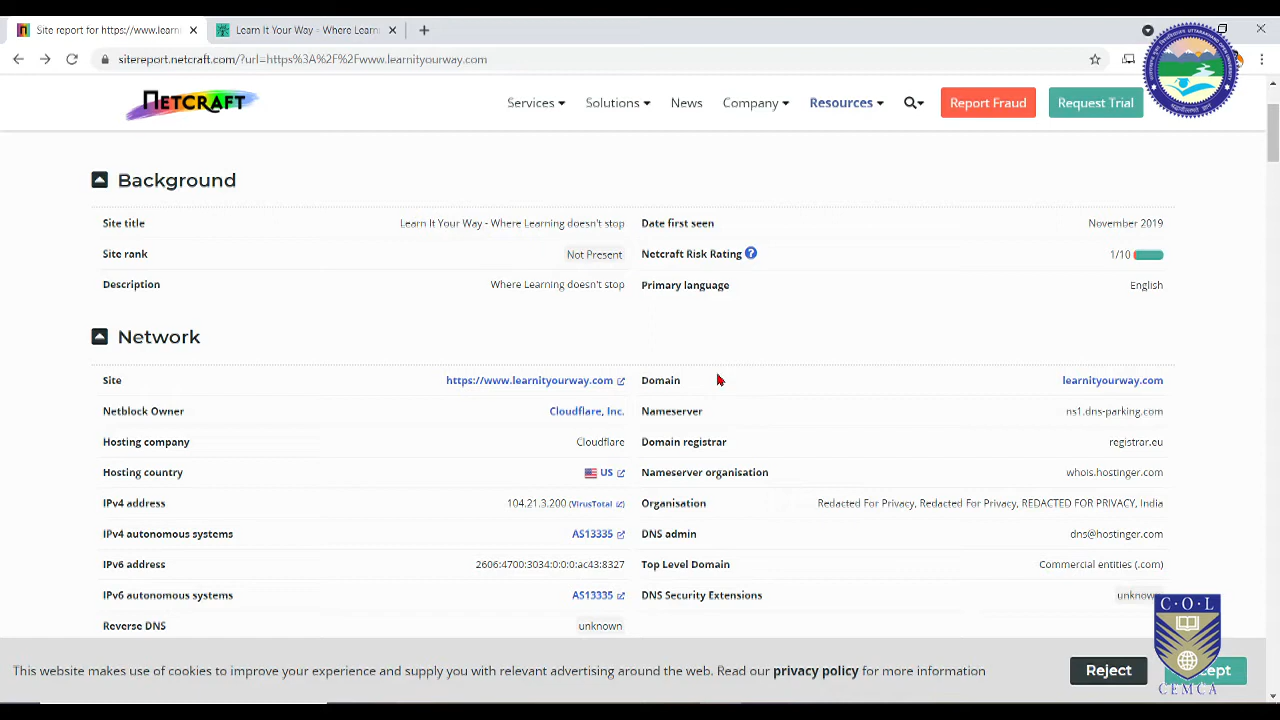 Site report for https://www.learni
Learn It Your Way - Where Learni
sitereport.netcraft.com/?url=https%3A%2F%2Fwww.learnityourway.com
NETCRAFT
Services
Solutions
News
Company
Resources
Report Fraud
Request Trial
Background
Site title Learn It Your Way - Where Learning doesn't stop Date first seen November 2019
Site rank Not Present Netcraft Risk Rating ? 1/10
Description Where Learning doesn't stop Primary language English
Network
Site https://www.learnityourway.com Domain learnityourway.com
Netblock Owner Cloudflare, Inc. Nameserver ns1.dns-parking.com
Hosting company Cloudflare Domain registrar registrar.eu
Hosting country US Nameserver organisation whois.hostinger.com
IPv4 address 104.21.3.200 (VirusTotal) Organisation Redacted For Privacy, Redacted For Privacy, REDACTED FOR PRIVACY, India
IPv4 autonomous systems AS13335 DNS admin dns@hostinger.com
IPv6 address 2606:4700:3034:0:0:0:ac43:8327 Top Level Domain Commercial entities (.com)
IPv6 autonomous systems AS13335 DNS Security Extensions unknown
Reverse DNS unknown
This website makes use of cookies to improve your experience and supply you with relevant advertising around the web. Read our privacy policy for more information
Reject
C·O·L
CEMCA